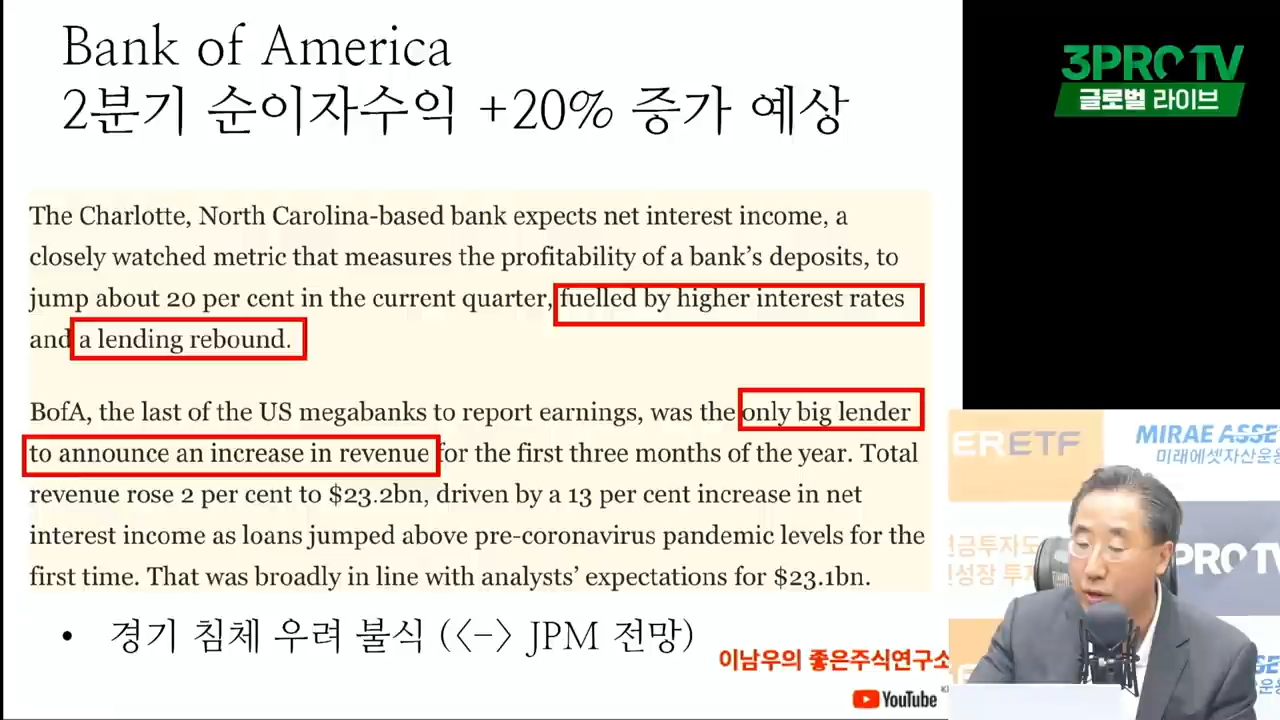 Bank of America
2분기 순이자수익 +20% 증가 예상
The Charlotte, North Carolina-based bank expects net interest income, a
closely watched metric that measures the profitability of a bank's deposits, to
jump about 20 per cent in the current quarter, fuelled by higher interest rates
and a lending rebound.
BofA, the last of the US megabanks to report earnings, was the only big lender
to announce an increase in revenue for the first three months of the year. Total
revenue rose 2 per cent to $23.2bn, driven by a 13 per cent increase in net
interest income as loans jumped above pre-coronavirus pandemic levels for the
first time. That was broadly in line with analysts' expectations for $23.1bn.
• 경기 침체 우려 불식 (<-> JPM 전망)
이남우의 좋은주식연구소
YouTube
3PRO TV
글로벌 라이브
ERETF
MIRAE ASSE
미래에셋자산운용
연금투자도
PRO TV